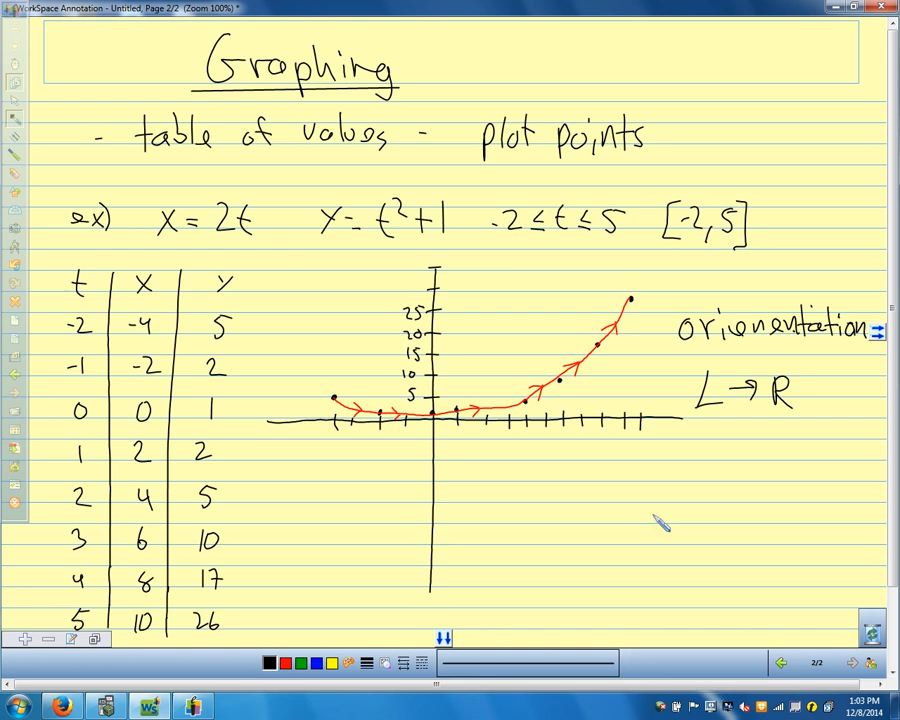 WorkSpace Annotation - Untitled, Page 2/2 (Zoom 100%) *
Graphing
- table of values - plot points
ex) x = 2t y = t²+1 -2 ≤ t ≤ 5 [-2, 5]
t x y
-2 -4 5
-1 -2 2
0 0 1
1 2 2
2 4 5
3 6 10
4 8 17
5 10 26
25
20
15
10
5
orienentation
L → R
2/2
1:03 PM
12/8/2014